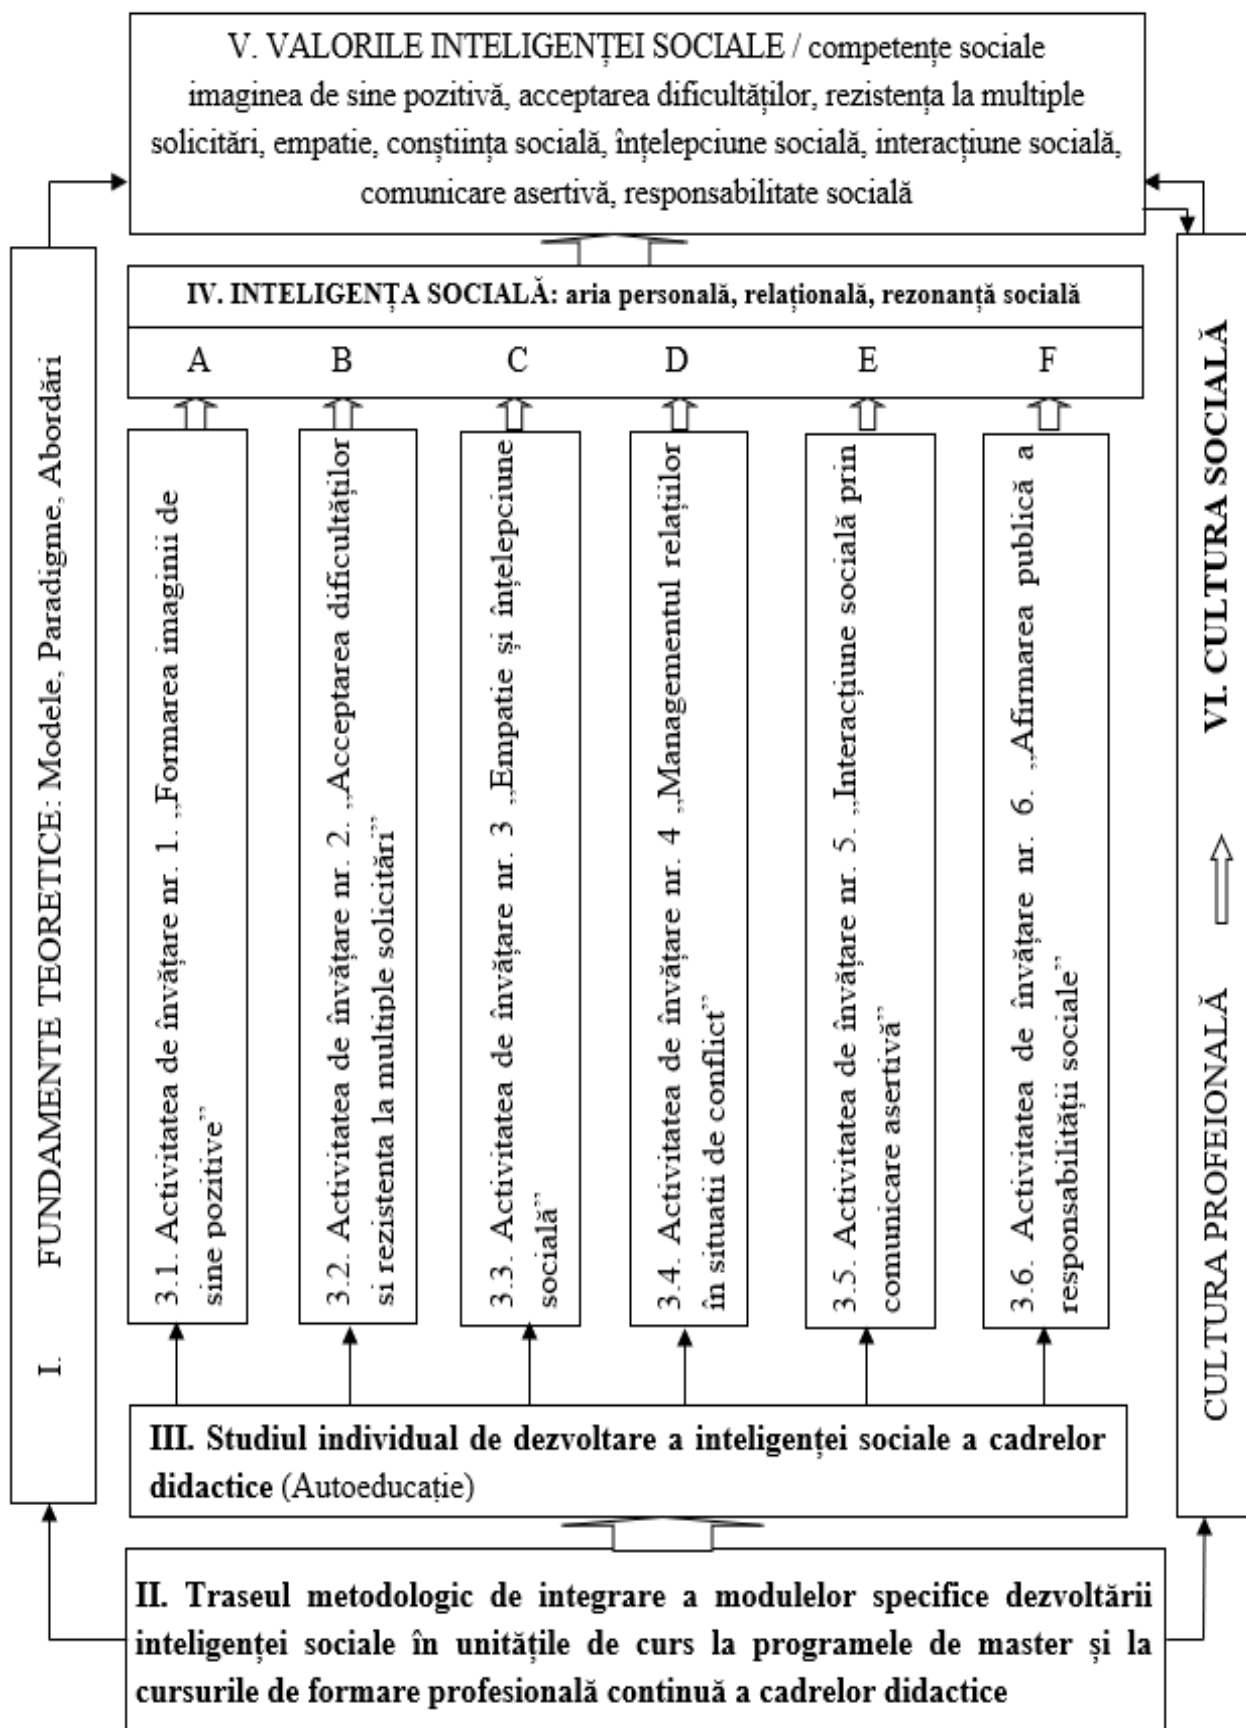 V. VALORILE INTELIGENȚEI SOCIALE / competențe sociale
imaginea de sine pozitivă, acceptarea dificultăților, rezistența la multiple
solicitări, empatie, conștiința socială, înțelepciune socială, interacțiune socială,
comunicare asertivă, responsabilitate socială
I. FUNDAMENTE TEORETICE: Modele, Paradigme, Abordări
IV. INTELIGENȚA SOCIALĂ: aria personală, relațională, rezonanță socială
A B C D E F
3.1. Activitatea de învățare nr. 1. „Formarea imaginii de
sine pozitive”
3.2. Activitatea de învățare nr. 2. „Acceptarea dificultăților
si rezistenta la multiple solicitări”
3.3. Activitatea de învățare nr. 3 „Empatie și înțelepciune
socială”
3.4. Activitatea de învățare nr. 4 „Managementul relațiilor
în situatii de conflict”
3.5. Activitatea de învățare nr. 5. „Interacțiune socială prin
comunicare asertivă”
3.6. Activitatea de învățare nr. 6. „Afirmarea publică a
responsabilității sociale”
CULTURA PROFEIONALĂ VI. CULTURA SOCIALĂ
III. Studiul individual de dezvoltare a inteligenței sociale a cadrelor
didactice (Autoeducație)
II. Traseul metodologic de integrare a modulelor specifice dezvoltării
inteligenței sociale în unitățile de curs la programele de master și la
cursurile de formare profesională continuă a cadrelor didactice